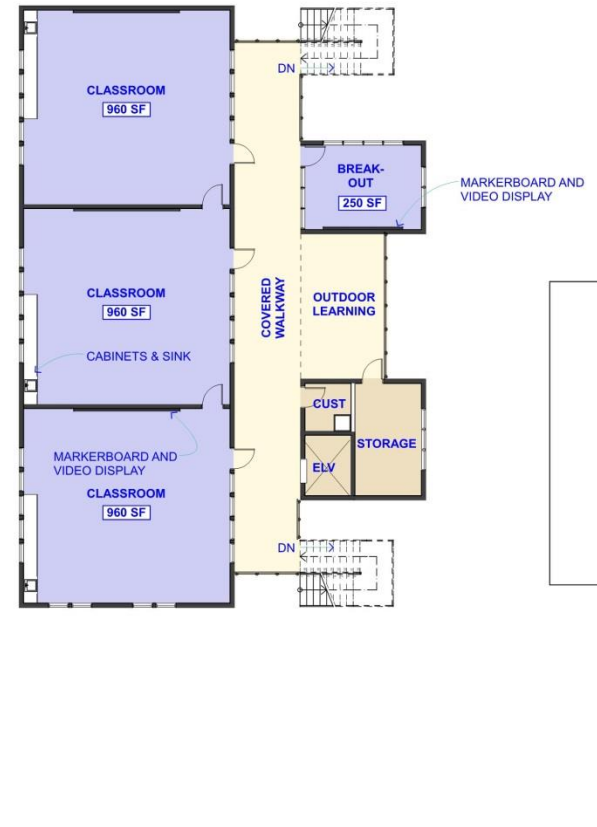 DN
CLASSROOM
960 SF
BREAK-
OUT
250 SF
MARKERBOARD AND
VIDEO DISPLAY
CLASSROOM
960 SF
COVERED
WALKWAY
OUTDOOR
LEARNING
CABINETS & SINK
CUST
STORAGE
ELV
MARKERBOARD AND
VIDEO DISPLAY
CLASSROOM
960 SF
DN